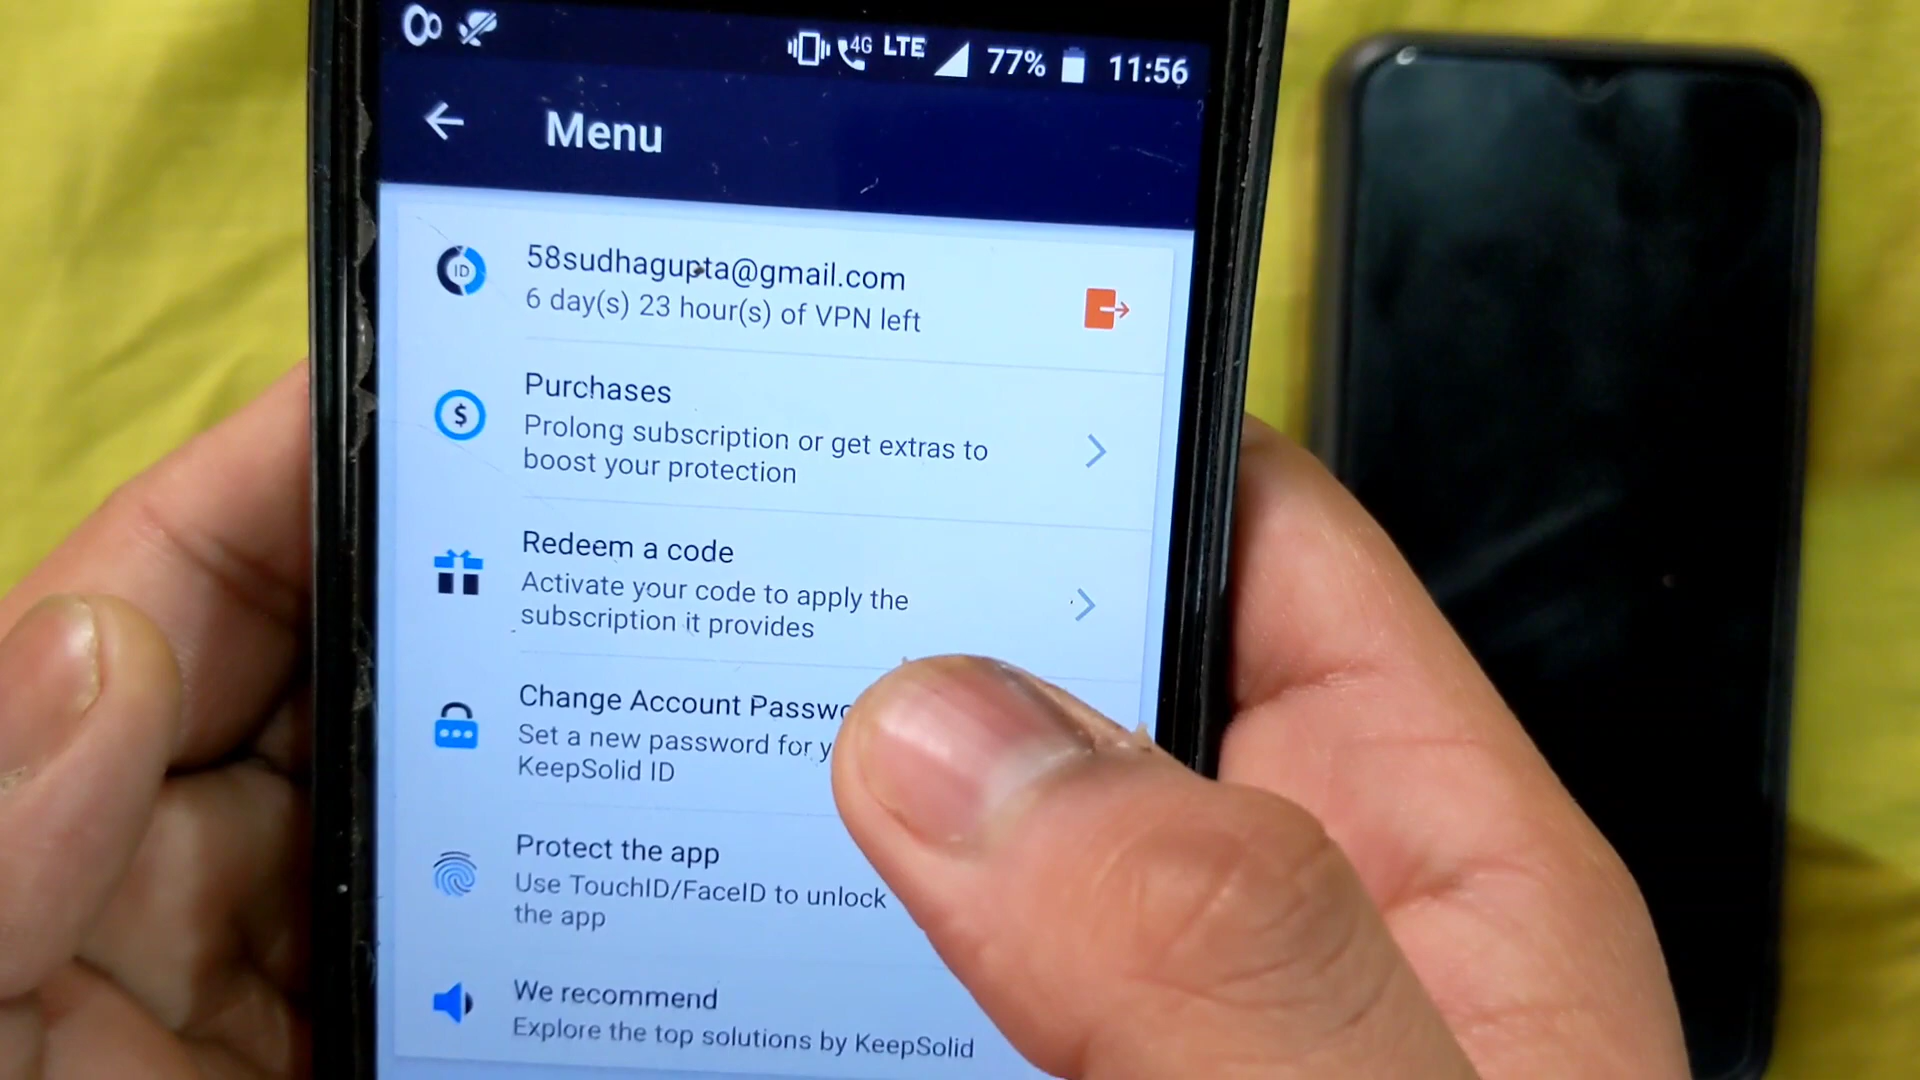 4G LTE 77% 11:56
Menu
ID
58sudhagupta@gmail.com
6 day(s) 23 hour(s) of VPN left
$
Purchases
Prolong subscription or get extras to
boost your protection
Redeem a code
Activate your code to apply the
subscription it provides
Change Account Passwo
Set a new password for y
KeepSolid ID
Protect the app
Use TouchID/FaceID to unlock
the app
We recommend
Explore the top solutions by KeepSolid